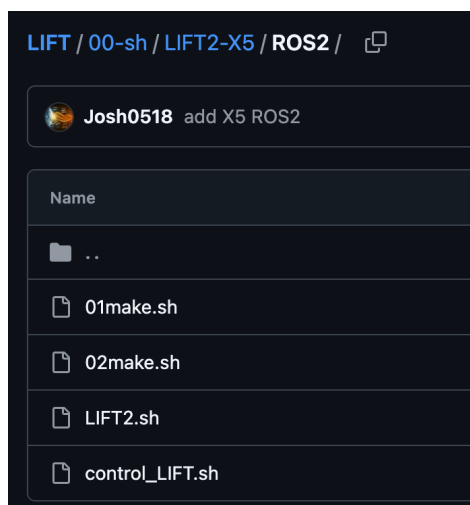 LIFT / 00-sh / LIFT2-X5 / ROS2 /
Josh0518 add X5 ROS2
Name
..
01make.sh
02make.sh
LIFT2.sh
control_LIFT.sh